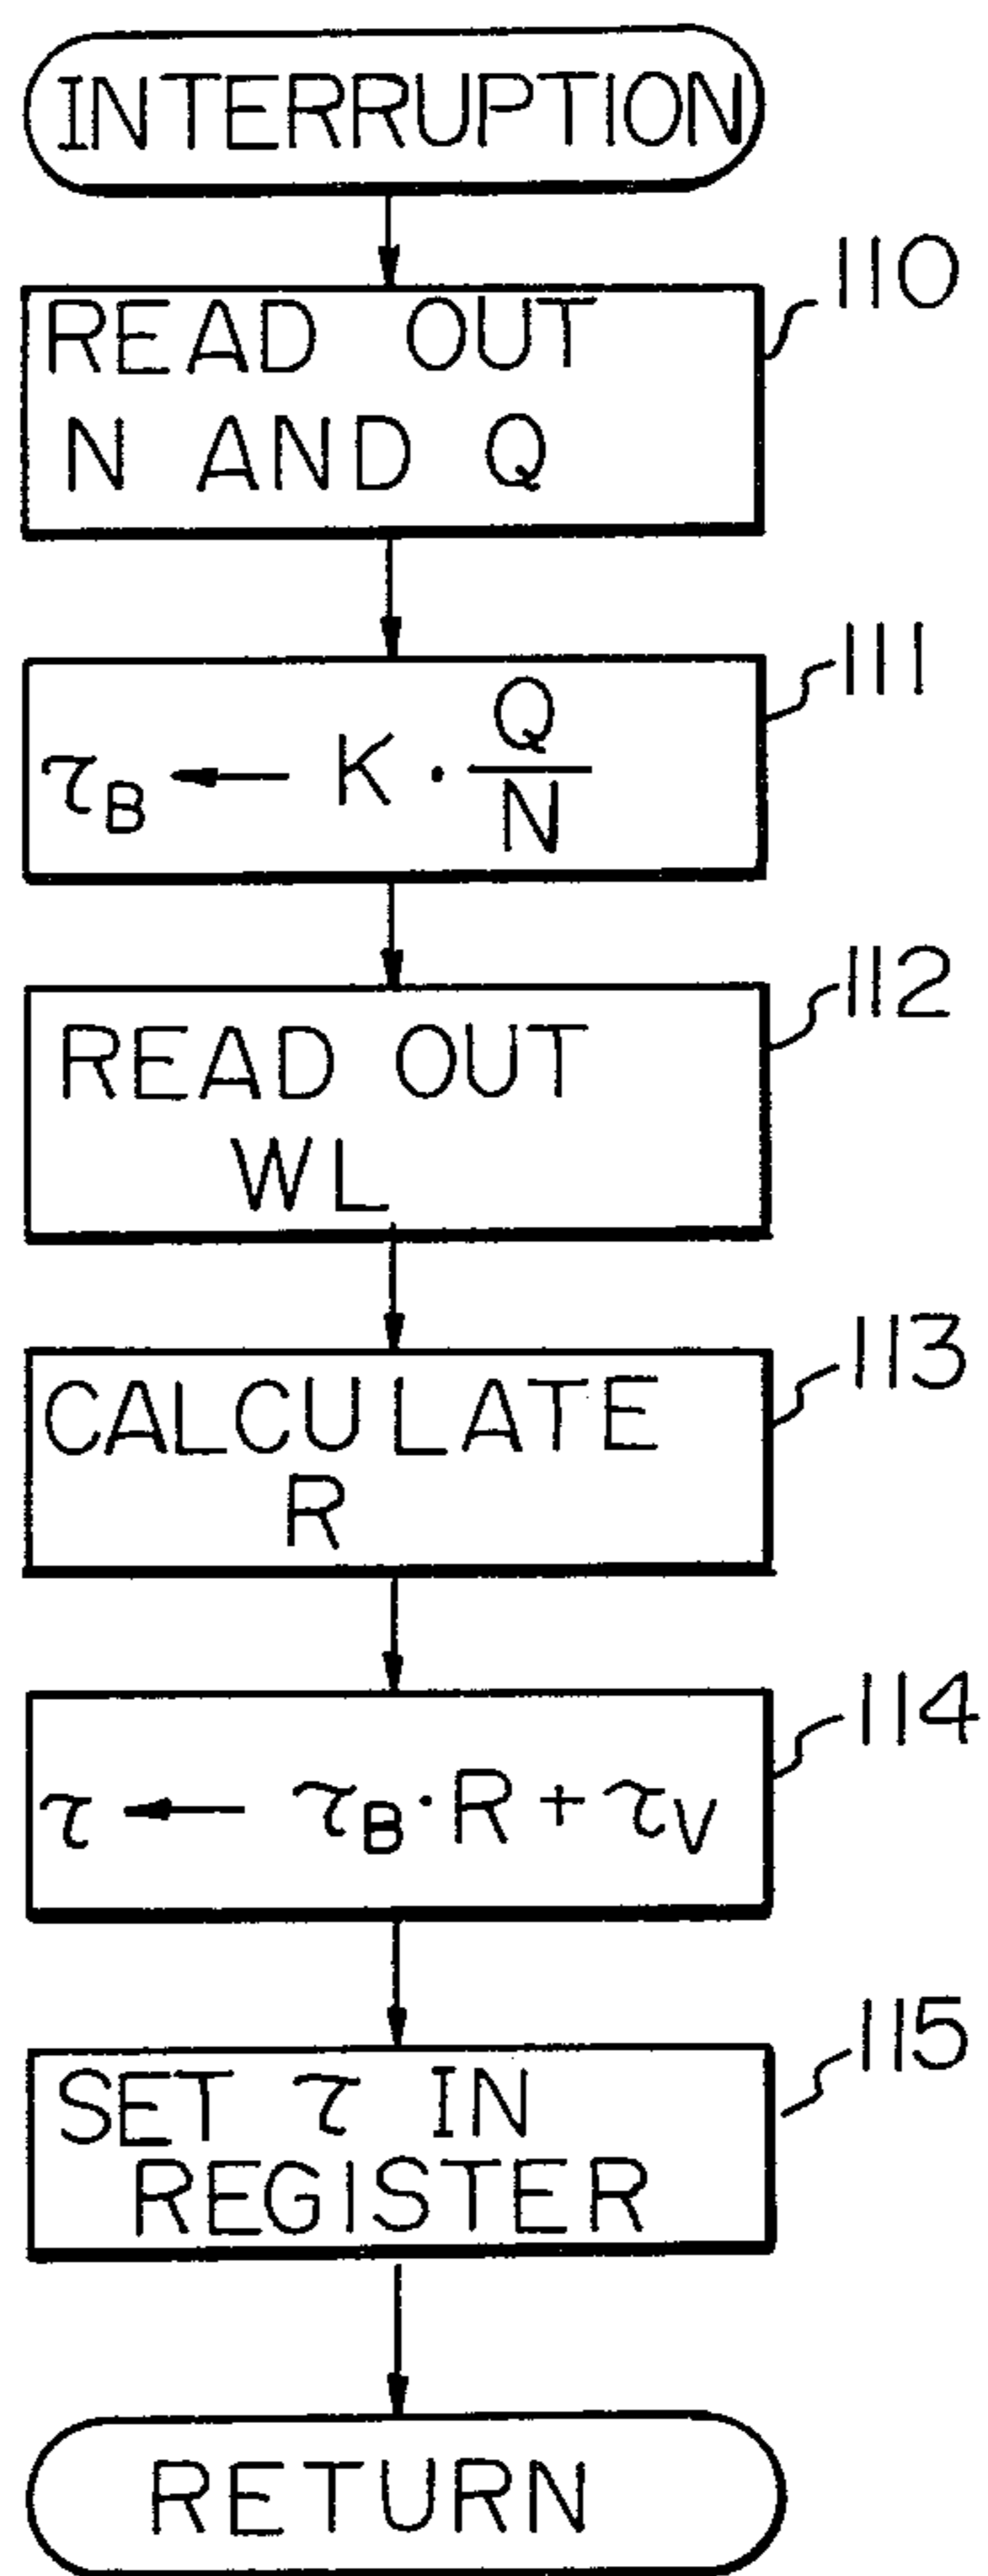 INTERRUPTION
110
READ OUT
N AND Q
111
τB ← K · Q/N
112
READ OUT
WL
113
CALCULATE
R
114
τ ← τB · R + τV
115
SET τ IN
REGISTER
RETURN